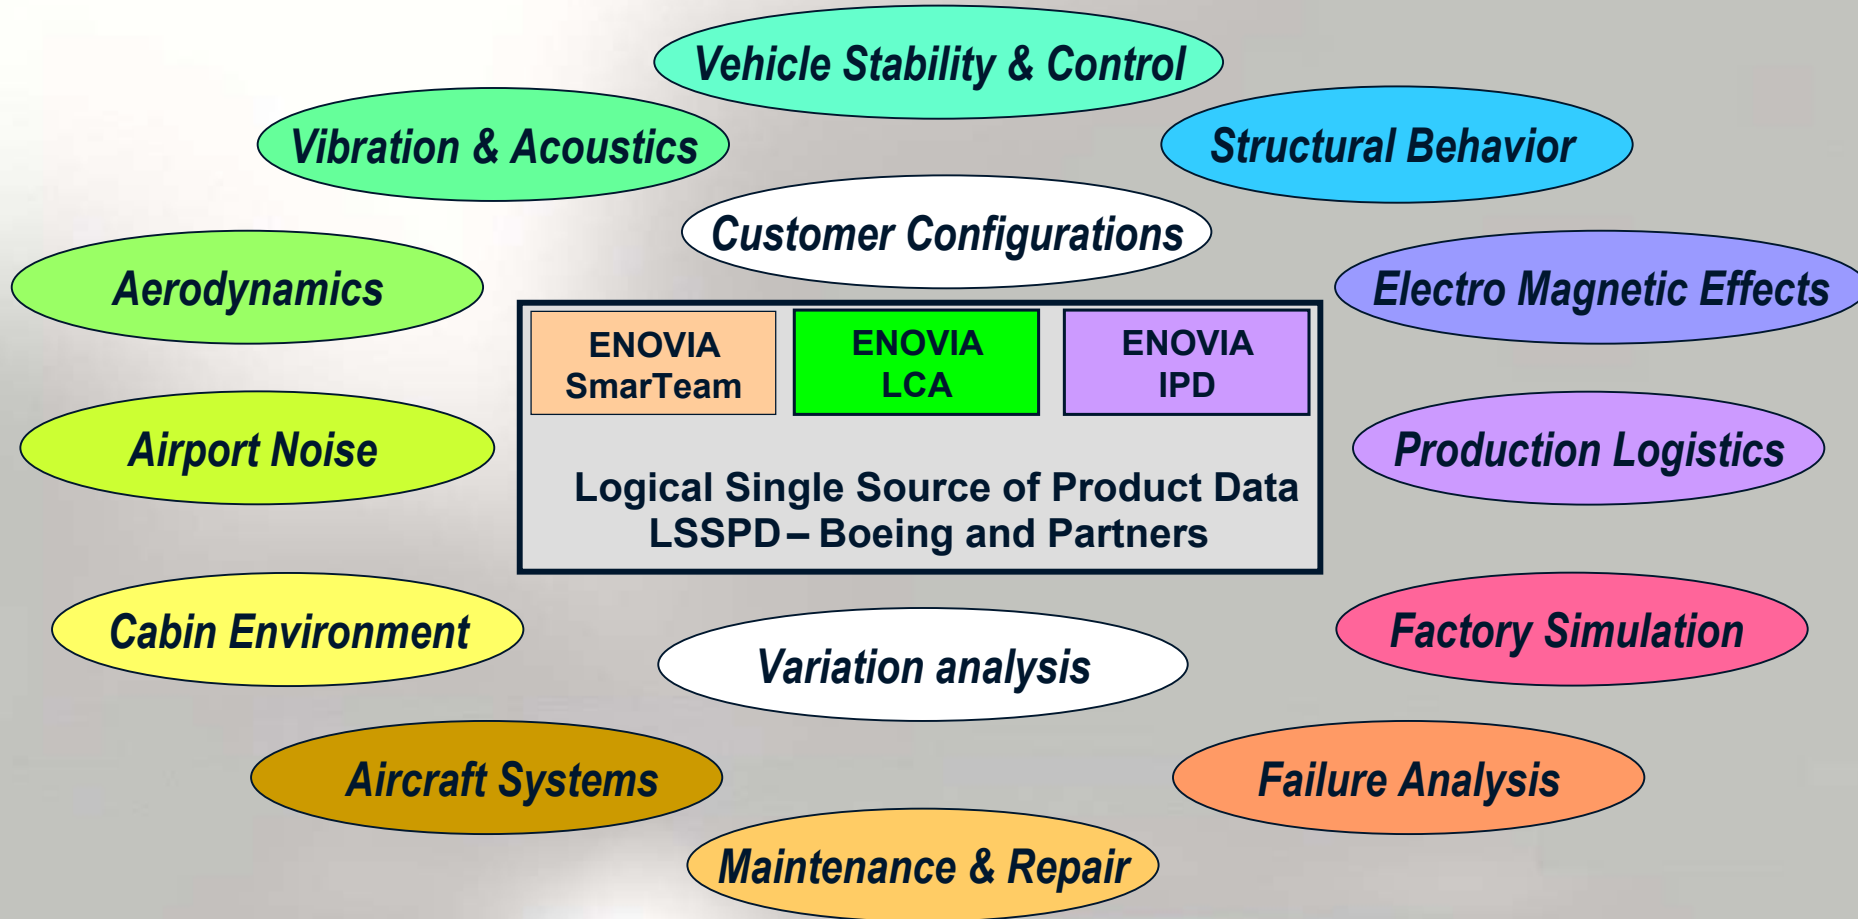 Vehicle Stability & Control
Vibration & Acoustics
Structural Behavior
Customer Configurations
Aerodynamics
Electro Magnetic Effects
ENOVIA
SmarTeam
ENOVIA
LCA
ENOVIA
IPD
Airport Noise
Production Logistics
Logical Single Source of Product Data
LSSPD – Boeing and Partners
Cabin Environment
Factory Simulation
Variation analysis
Aircraft Systems
Failure Analysis
Maintenance & Repair